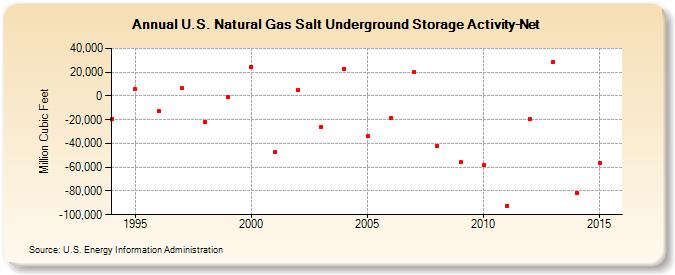 Annual U.S. Natural Gas Salt Underground Storage Activity-Net
Million Cubic Feet
40,000
20,000
0
-20,000
-40,000
-60,000
-80,000
-100,000
1995 2000 2005 2010 2015
Source: U.S. Energy Information Administration